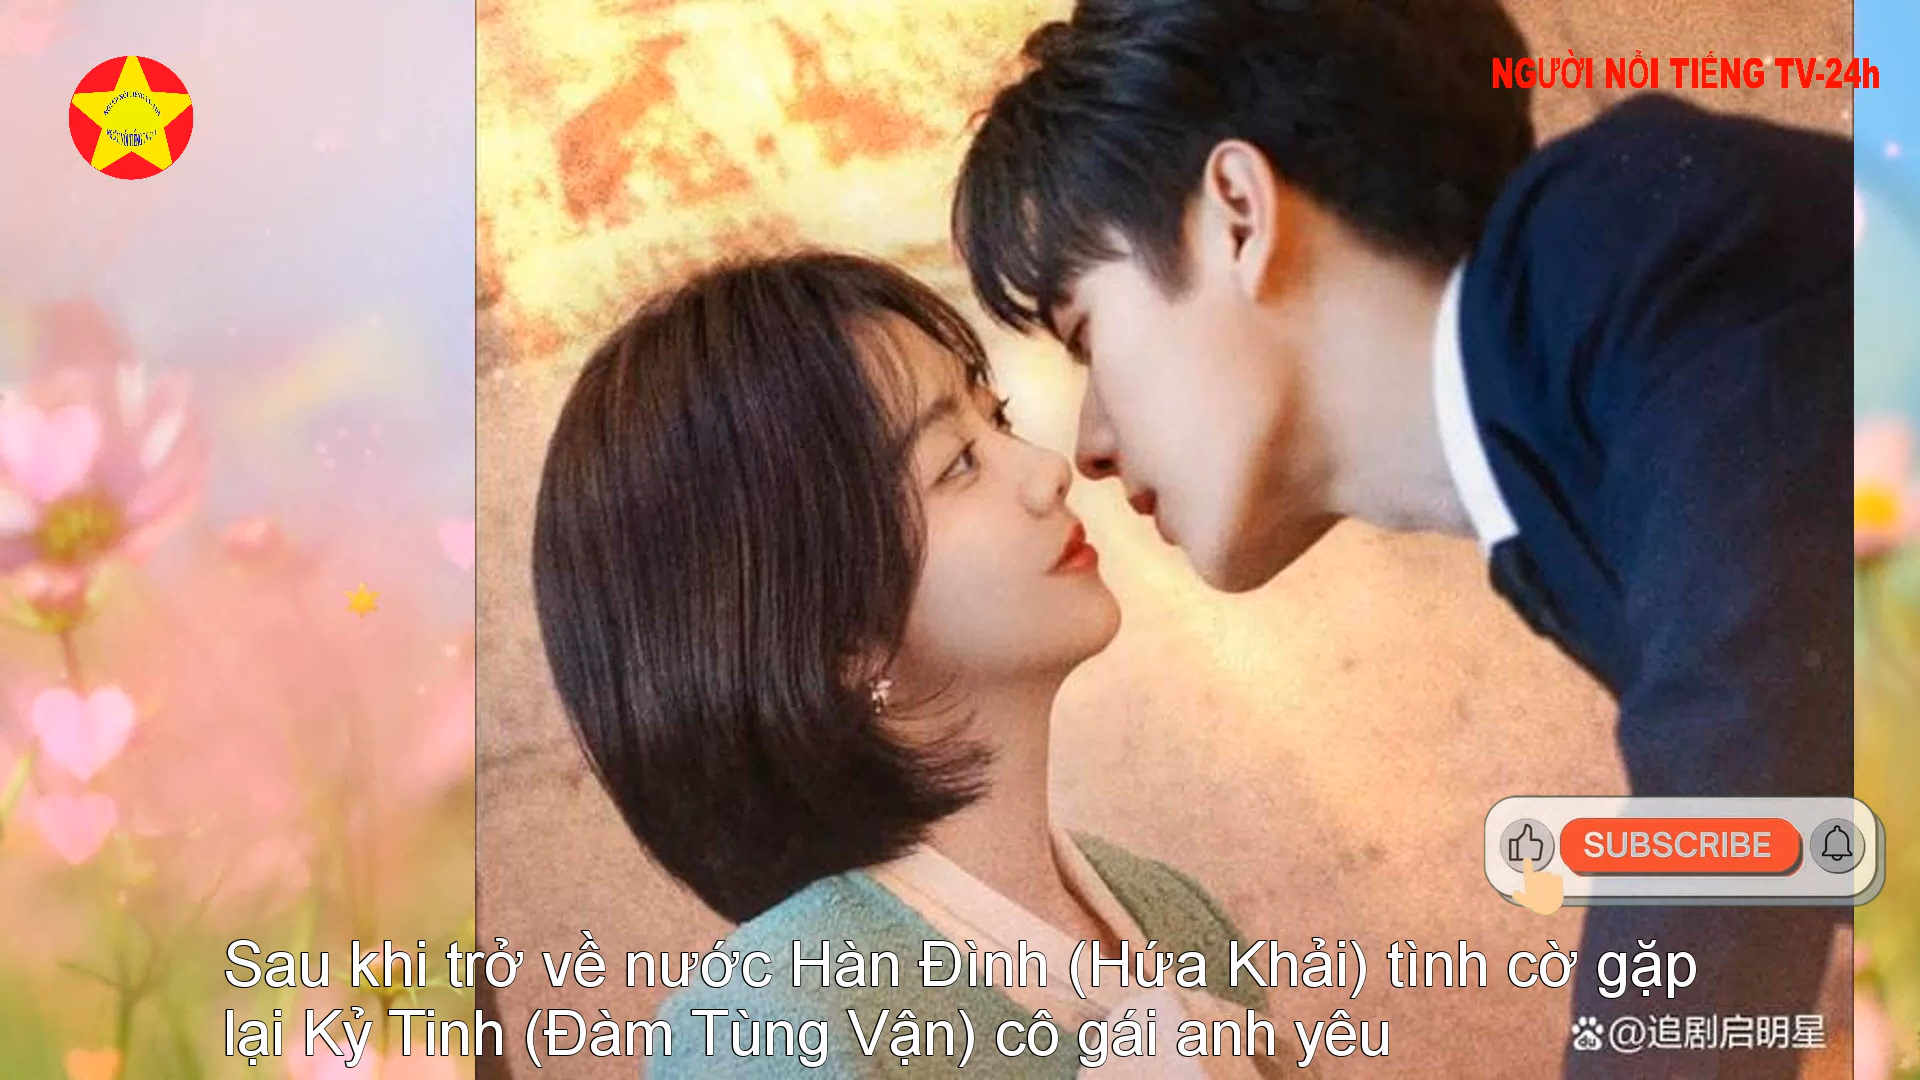 NGƯỜI NỔI TIẾNG TV-24h
SUBSCRIBE
Sau khi trở về nước Hàn Đình (Hứa Khải) tình cờ gặp
lại Kỷ Tinh (Đàm Tùng Vận) cô gái anh yêu
@追剧启明星